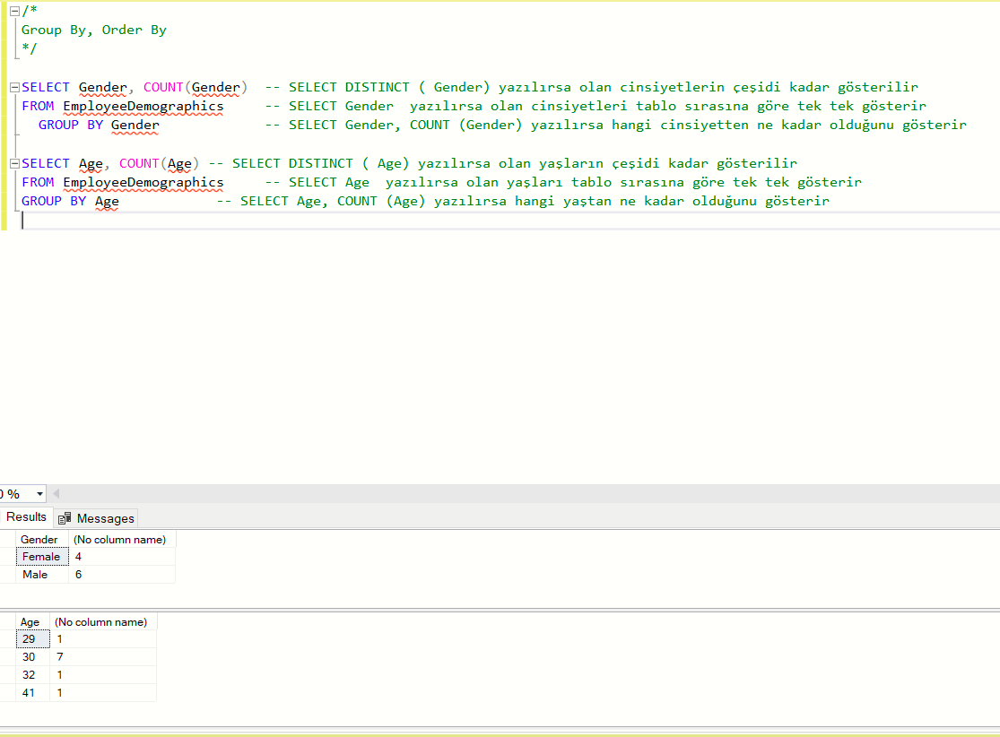 /*
Group By, Order By
*/
SELECT Gender, COUNT(Gender)  -- SELECT DISTINCT ( Gender) yazılırsa olan cinsiyetlerin çeşidi kadar gösterilir
FROM EmployeeDemographics     -- SELECT Gender  yazılırsa olan cinsiyetleri tablo sırasına göre tek tek gösterir
  GROUP BY Gender             -- SELECT Gender, COUNT (Gender) yazılırsa hangi cinsiyetten ne kadar olduğunu gösterir
SELECT Age, COUNT(Age) -- SELECT DISTINCT ( Age) yazılırsa olan yaşların çeşidi kadar gösterilir
FROM EmployeeDemographics     -- SELECT Age  yazılırsa olan yaşları tablo sırasına göre tek tek gösterir
GROUP BY Age            -- SELECT Age, COUNT (Age) yazılırsa hangi yaştan ne kadar olduğunu gösterir
0 %
Results Messages
Gender (No column name)
Female 4
Male 6
Age (No column name)
29 1
30 7
32 1
41 1